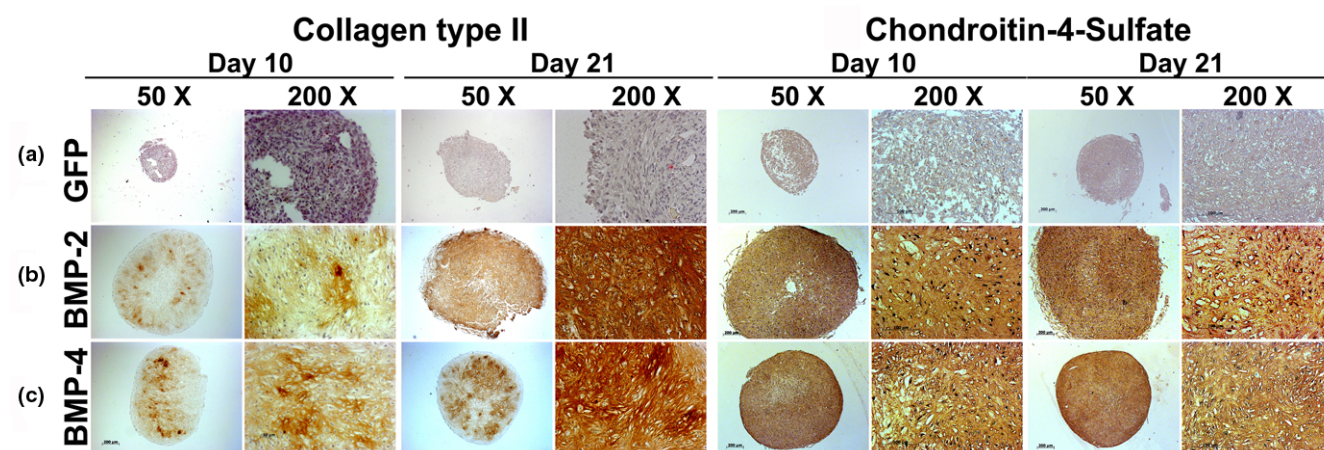 Collagen type II Chondroitin-4-Sulfate
Day 10 Day 21 Day 10 Day 21
50 X 200 X 50 X 200 X 50 X 200 X 50 X 200 X
(a) GFP
(b) BMP-2
(c) BMP-4